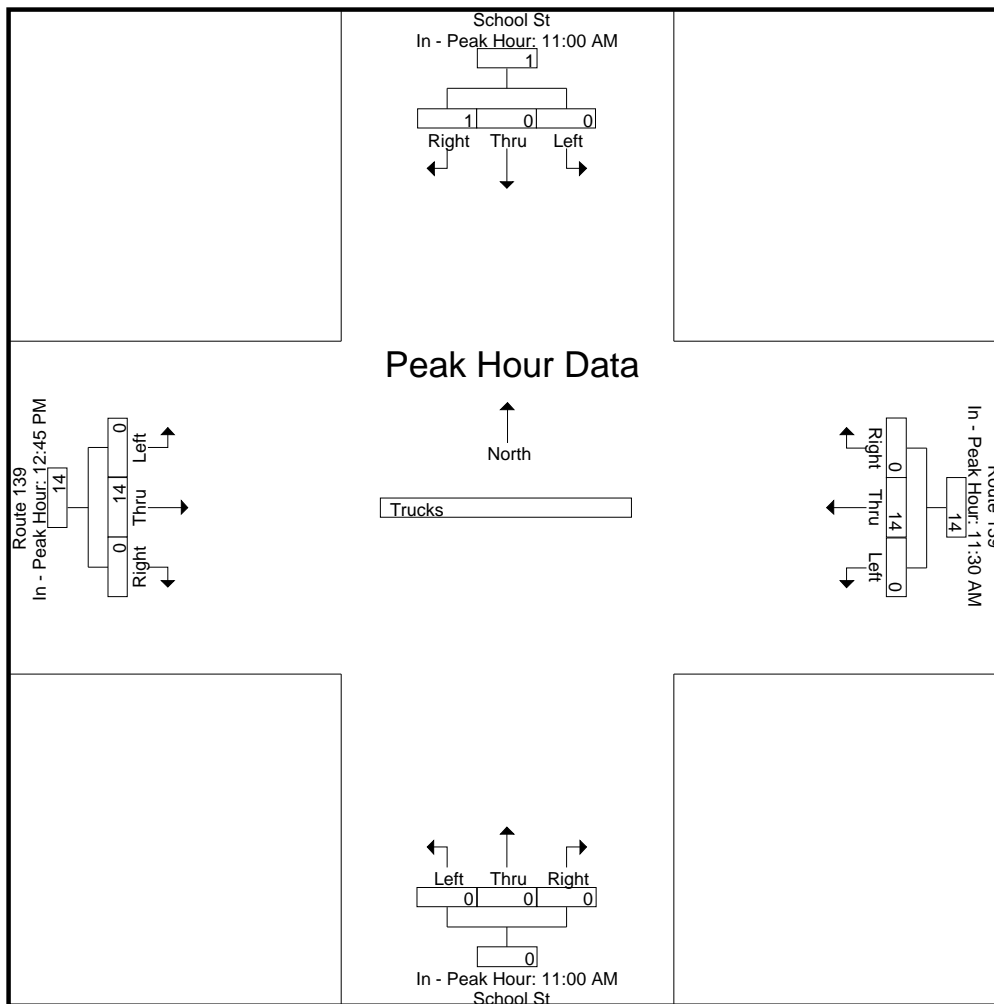 School St
In - Peak Hour: 11:00 AM
1
1 0 0
Right Thru Left
Peak Hour Data
North
Trucks
Route 139
In - Peak Hour: 12:45 PM
14
0 14 0
Left Thru Right
Right Thru Left
0 14 0
14
In - Peak Hour: 11:30 AM
Route 139
Left Thru Right
0 0 0
0
In - Peak Hour: 11:00 AM
School St